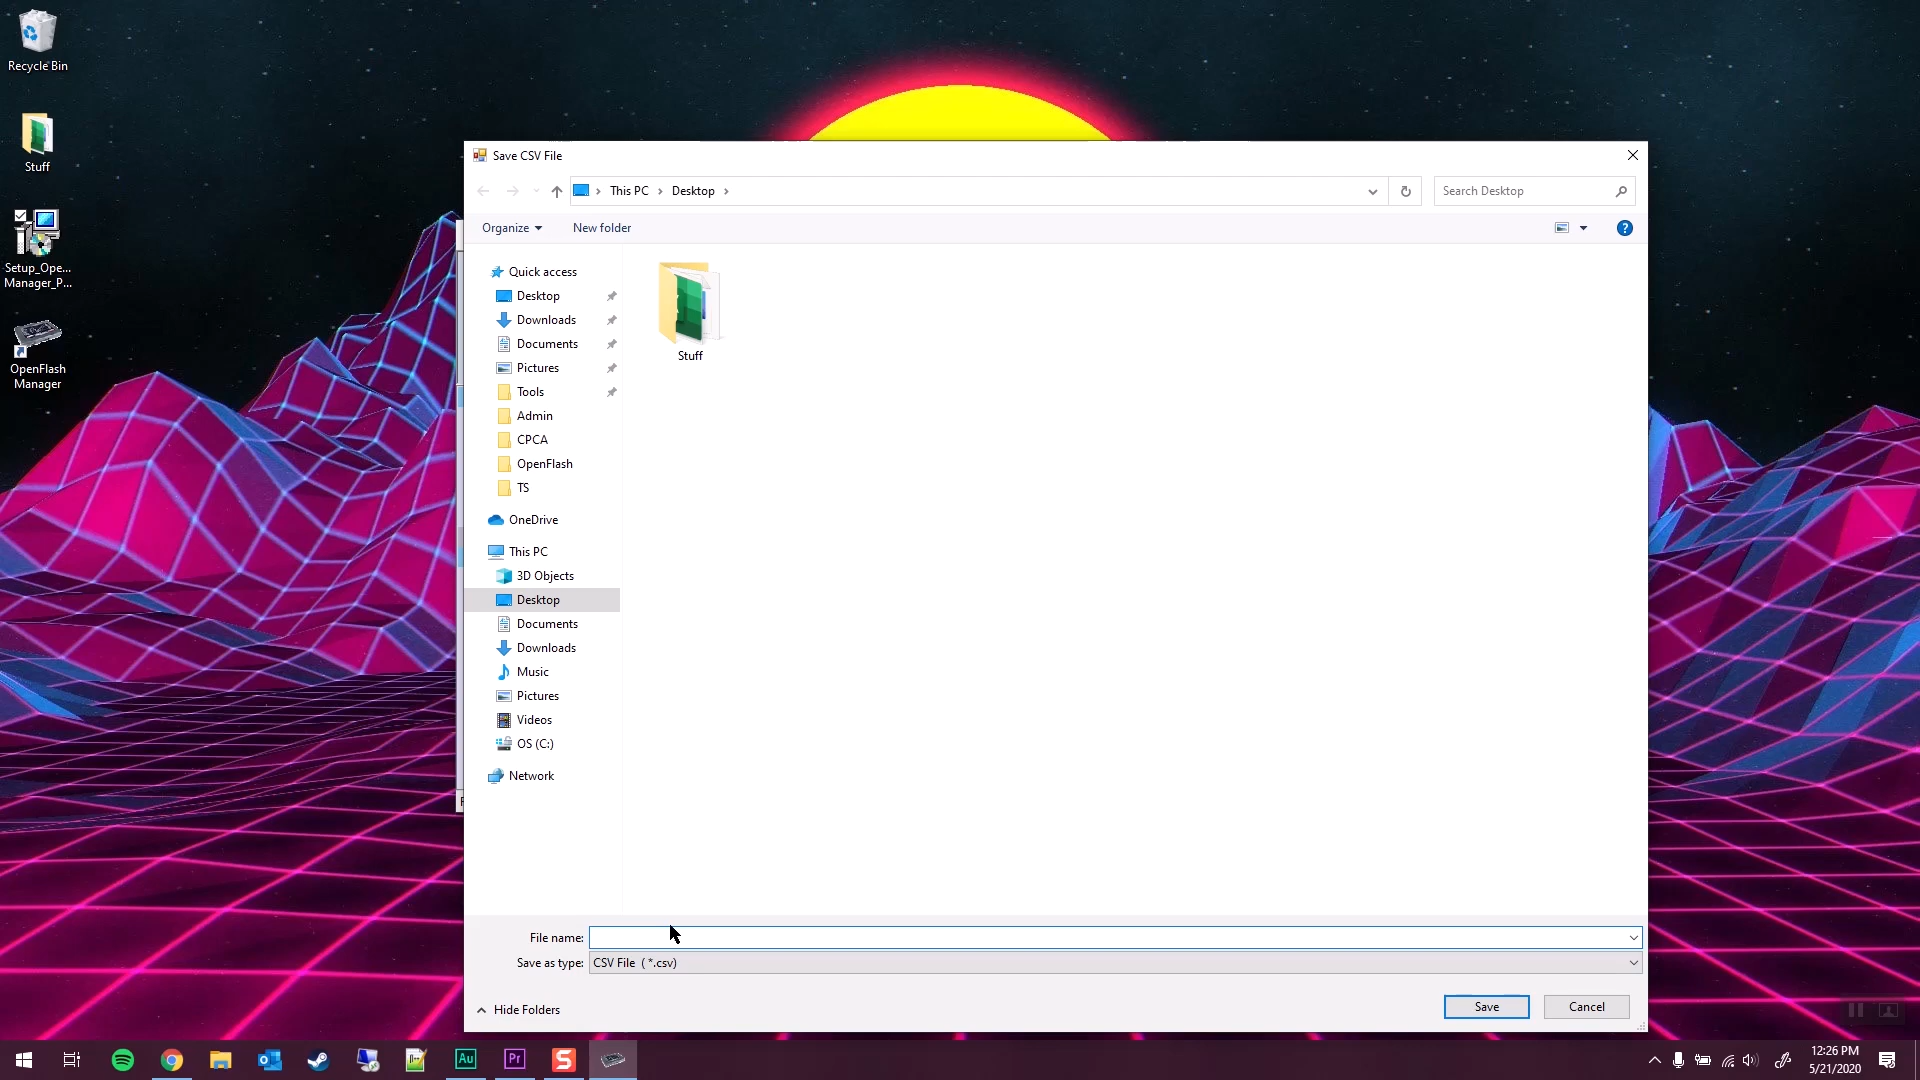 Recycle Bin
Stuff
Setup_Ope...
Manager_P...
OpenFlash
Manager
Save CSV File
This PC
Desktop
Search Desktop
Organize
New folder
?
Quick access
Desktop
Downloads
Documents
Pictures
Tools
Admin
CPCA
OpenFlash
TS
OneDrive
This PC
3D Objects
Desktop
Documents
Downloads
Music
Pictures
Videos
OS (C:)
Network
Stuff
File name:
Save as type:
CSV File  ( *.csv)
Hide Folders
Save
Cancel
Au
Pr
S
12:26 PM
5/21/2020